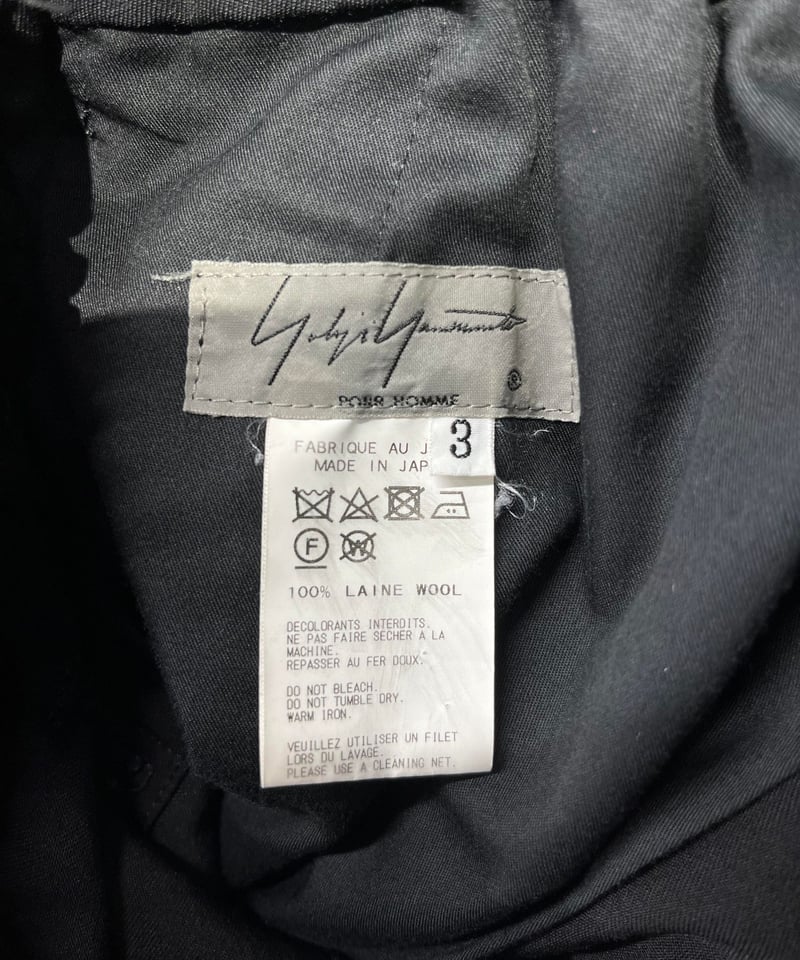 Yohji Yamamoto
®
POUR HOMME
3
FABRIQUE AU J
MADE IN JAP
F W
100% LAINE WOOL
DECOLORANTS INTERDITS.
NE PAS FAIRE SECHER A LA
MACHINE.
REPASSER AU FER DOUX.
DO NOT BLEACH.
DO NOT TUMBLE DRY.
WARM IRON.
VEUILLEZ UTILISER UN FILET
LORS DU LAVAGE.
PLEASE USE A CLEANING NET.